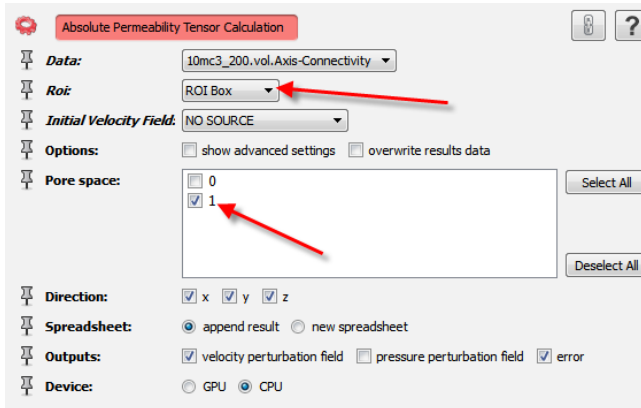 Absolute Permeability Tensor Calculation ?
Data: 10mc3_200.vol.Axis-Connectivity
Roi: ROI Box
Initial Velocity Field: NO SOURCE
Options: show advanced settings overwrite results data
Pore space: 0 Select All
1
Deselect All
Direction: x y z
Spreadsheet: append result new spreadsheet
Outputs: velocity perturbation field pressure perturbation field error
Device: GPU CPU